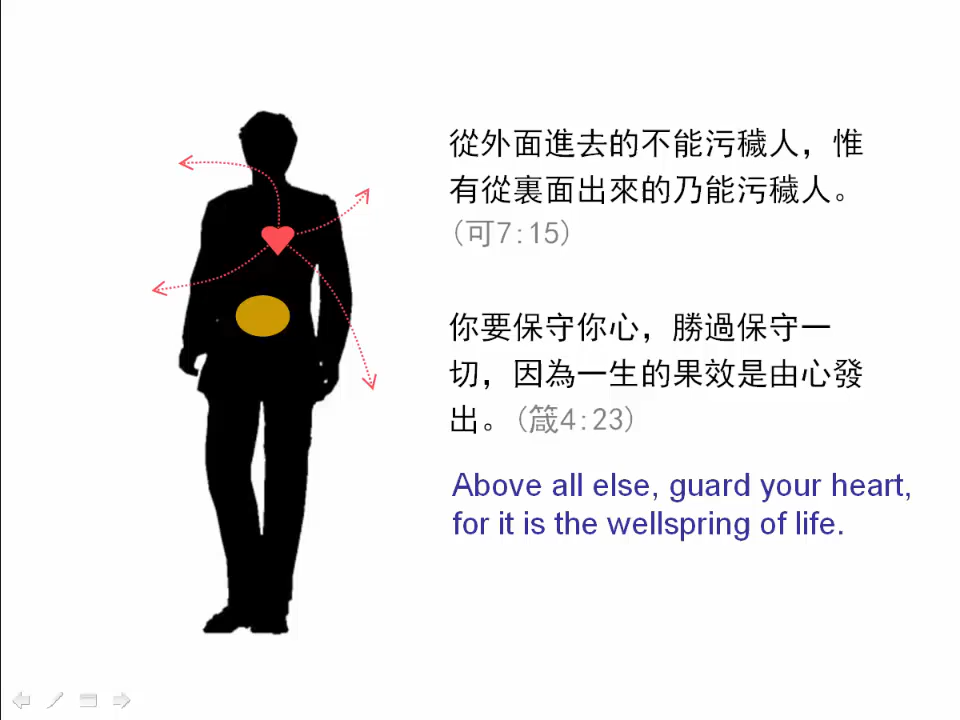 從外面進去的不能污穢人，惟
有從裏面出來的乃能污穢人。
(可7:15)
你要保守你心，勝過保守一
切，因為一生的果效是由心發
出。(箴4:23)
Above all else, guard your heart,
for it is the wellspring of life.